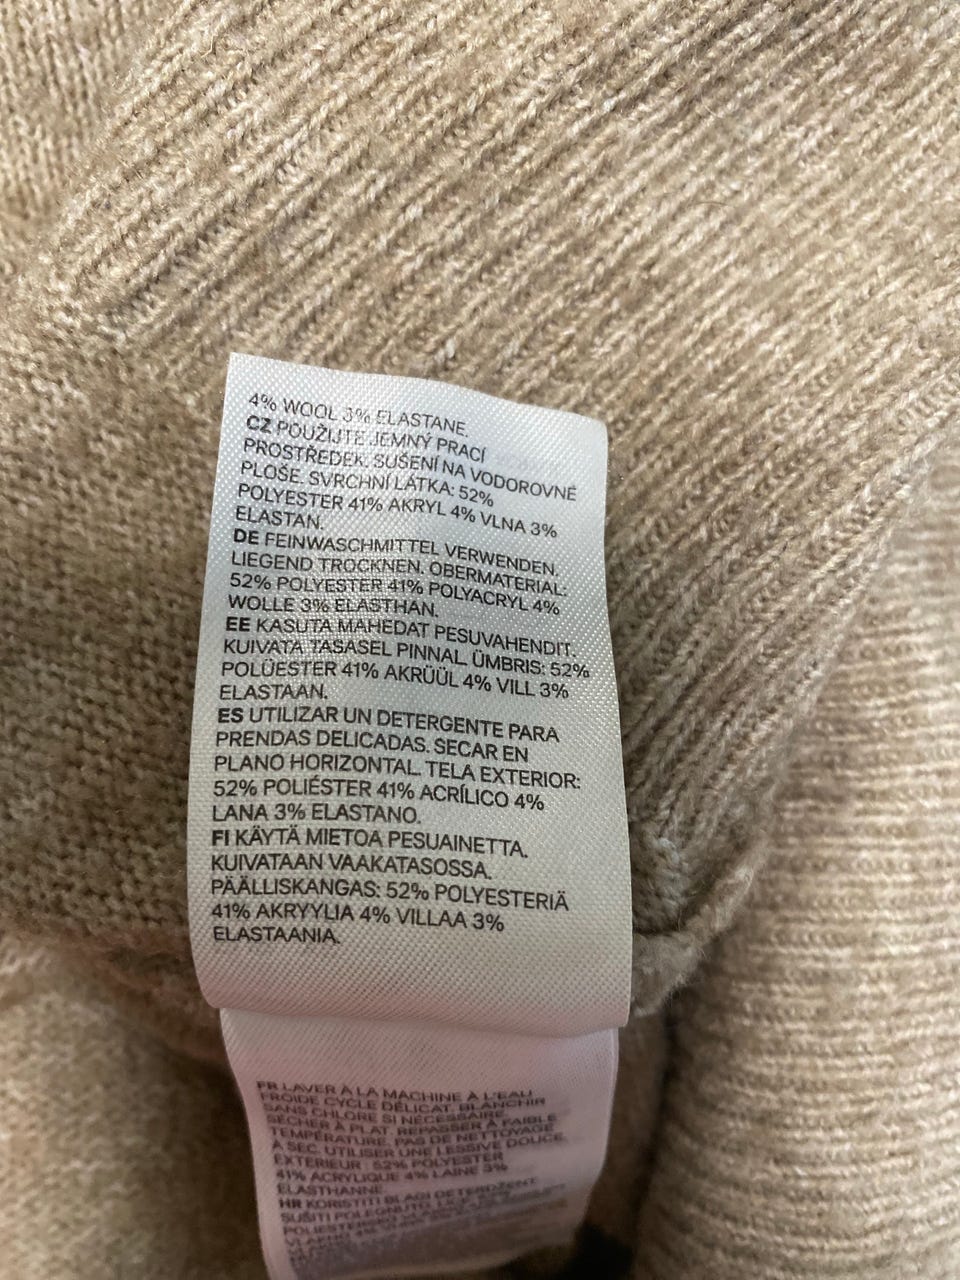 4% WOOL 3% ELASTANE.
CZ POUŽIJTE JEMNÝ PRACÍ
PROSTŘEDEK. SUŠENÍ NA VODOROVNÉ
PLOŠE. SVRCHNÍ LÁTKA: 52%
POLYESTER 41% AKRYL 4% VLNA 3%
ELASTAN.
DE FEINWASCHMITTEL VERWENDEN.
LIEGEND TROCKNEN. OBERMATERIAL:
52% POLYESTER 41% POLYACRYL 4%
WOLLE 3% ELASTHAN.
EE KASUTA MAHEDAT PESUVAHENDIT.
KUIVATA TASASEL PINNAL. ÜMBRIS: 52%
POLÜESTER 41% AKRÜÜL 4% VILL 3%
ELASTAAN.
ES UTILIZAR UN DETERGENTE PARA
PRENDAS DELICADAS. SECAR EN
PLANO HORIZONTAL. TELA EXTERIOR:
52% POLIÉSTER 41% ACRÍLICO 4%
LANA 3% ELASTANO.
FI KÄYTÄ MIETOA PESUAINETTA.
KUIVATAAN VAAKATASOSSA.
PÄÄLLISKANGAS: 52% POLYESTERIÄ
41% AKRYYLIA 4% VILLAA 3%
ELASTAANIA.
FR LAVER À LA MACHINE À L'EAU
FROIDE CYCLE DÉLICAT. BLANCHIR
SANS CHLORE SI NÉCESSAIRE.
SÉCHER À PLAT. REPASSER À FAIBLE
TEMPÉRATURE. PAS DE NETTOYAGE
À SEC. UTILISER UNE LESSIVE DOUCE.
EXTÉRIEUR : 52% POLYESTER
41% ACRYLIQUE 4% LAINE 3%
ELASTHANNE.
HR KORISTITI BLAGI DETERDŽENT.
SUŠITI POLEGNUTO.